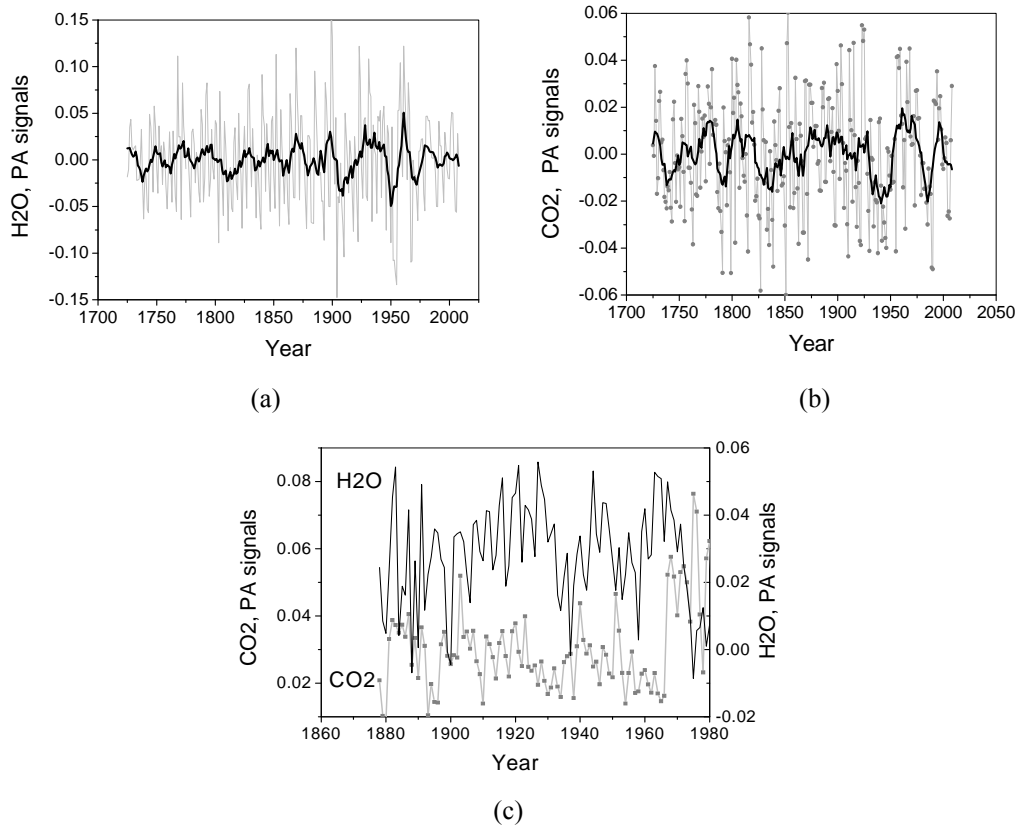 0.15
0.10
0.05
0.00
-0.05
-0.10
-0.15
H2O, PA signals
1700 1750 1800 1850 1900 1950 2000
Year
(a)
0.06
0.04
0.02
0.00
-0.02
-0.04
-0.06
CO2, PA signals
1700 1750 1800 1850 1900 1950 2000 2050
Year
(b)
0.08
0.06
0.04
0.02
CO2, PA signals
H2O
CO2
0.06
0.04
0.02
0.00
-0.02
H2O, PA signals
1860 1880 1900 1920 1940 1960 1980
Year
(c)